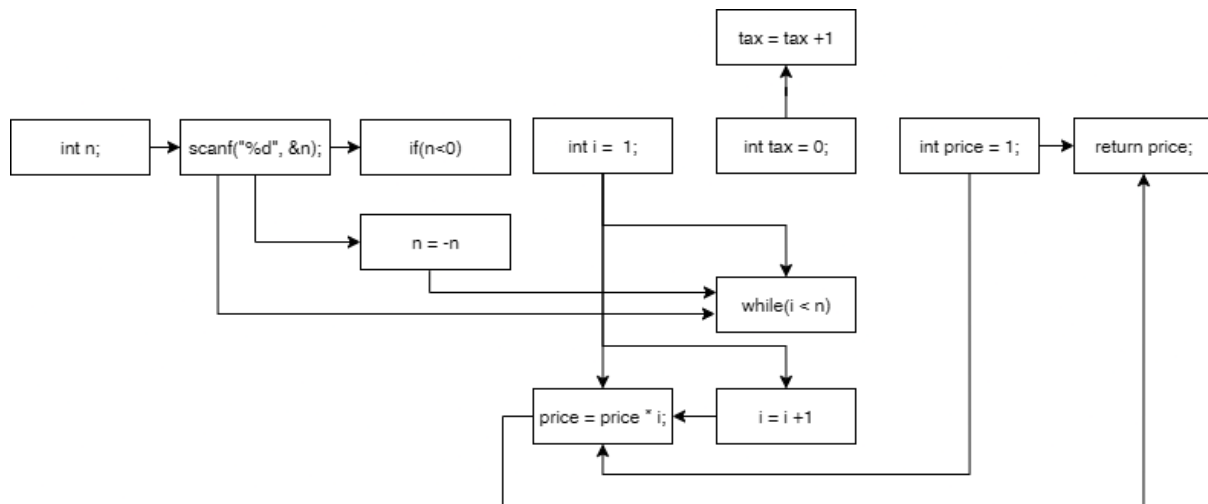 tax = tax +1
int n;
scanf("%d", &n);
if(n<0)
int i = 1;
int tax = 0;
int price = 1;
return price;
n = -n
while(i < n)
price = price * i;
i = i +1